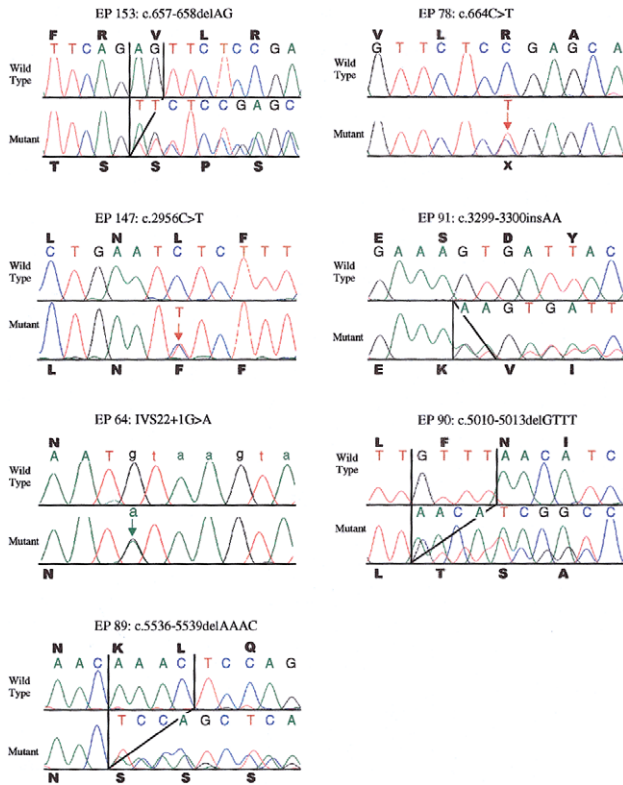 EP 153: c.657-658delAG
F R V L R
T T C A G A G T T C T C C G A
Wild Type
T T C T C C G A G C
Mutant
T S S P S
EP 78: c.664C>T
V L R A
G T T C T C C G A G C A
Wild Type
T
Mutant
X
EP 147: c.2956C>T
L N L F
C T G A A T C T C T T T
Wild Type
T
Mutant
L N F F
EP 91: c.3299-3300insAA
E S D Y
G A A A G T G A T T A C
Wild Type
A A G T G A T T
Mutant
E K V I
EP 64: IVS22+1G>A
N
A A T g t a a g t a
Wild Type
a
Mutant
N
EP 90: c.5010-5013delGTTT
L F N I
T T G T T T A A C A T C
Wild Type
A A C A T C G G C C
Mutant
L T S A
EP 89: c.5536-5539delAAAC
N K L Q
A A C A A A C T C C A G
Wild Type
T C C A G C T C A
Mutant
N S S S